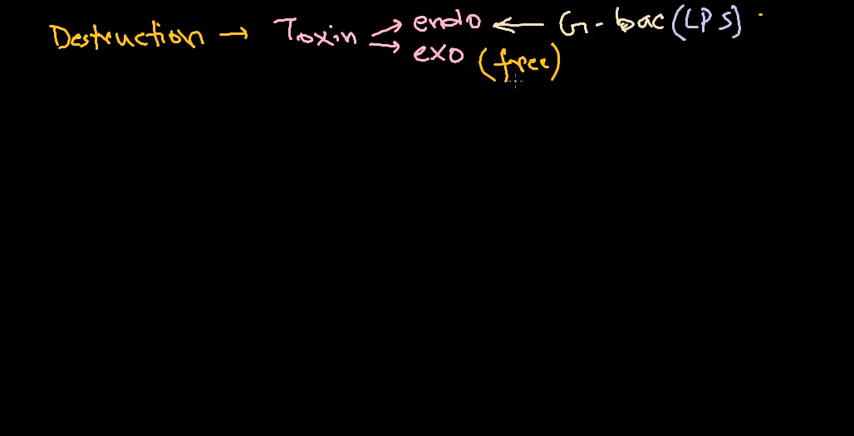 Destruction → Toxin → endo ← G- bac (LPS)
→ exo (free)